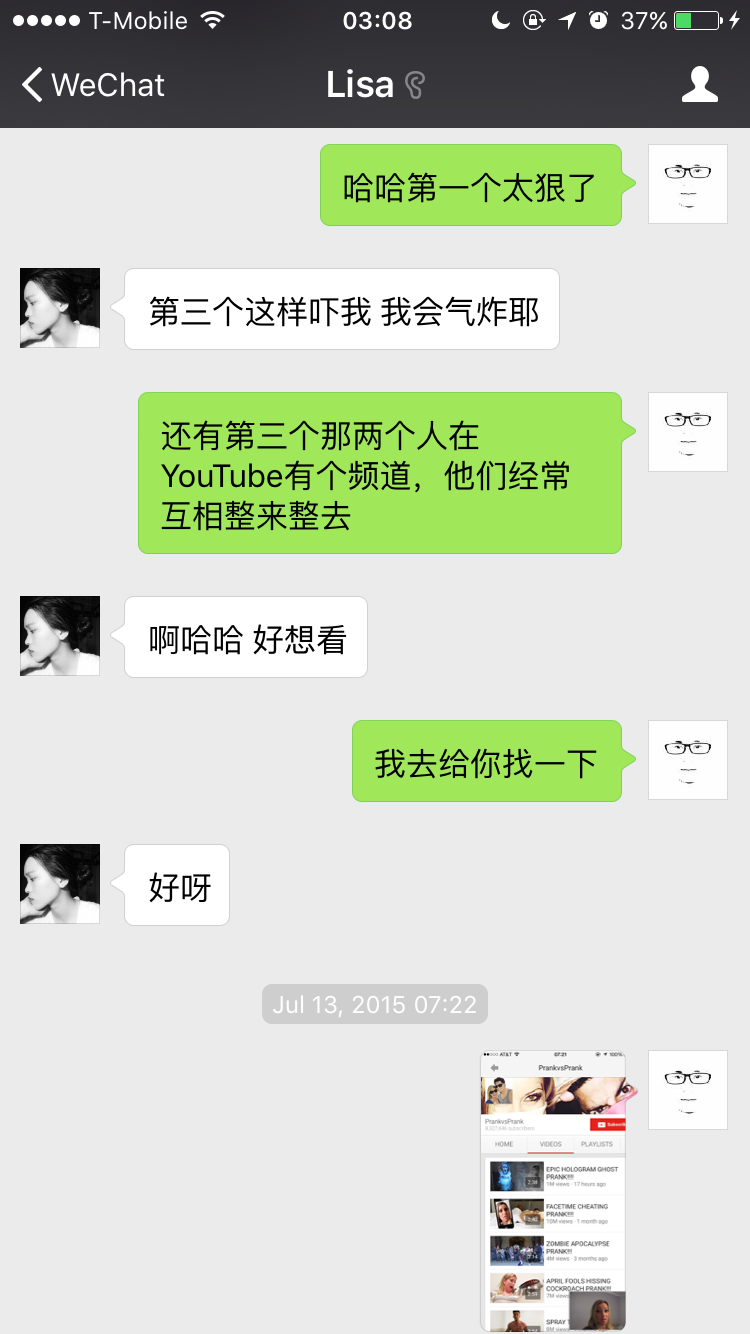 T-Mobile 03:08 37%
WeChat Lisa
哈哈第一个太狠了
第三个这样吓我 我会气炸耶
还有第三个那两个人在
YouTube有个频道，他们经常
互相整来整去
啊哈哈 好想看
我去给你找一下
好呀
Jul 13, 2015 07:22
AT&T 07:21 100%
PrankvsPrank
PrankvsPrank
HOME VIDEOS PLAYLISTS
EPIC HOLOGRAM GHOST
PRANK!!!!
1M views · 17 hours ago
FACETIME CHEATING
PRANK!!!!
10M views · 1 month ago
ZOMBIE APOCALYPSE
PRANK!!!
4M views · 3 months ago
APRIL FOOLS HISSING
COCKROACH PRANK!!!
7M views
SPRAY